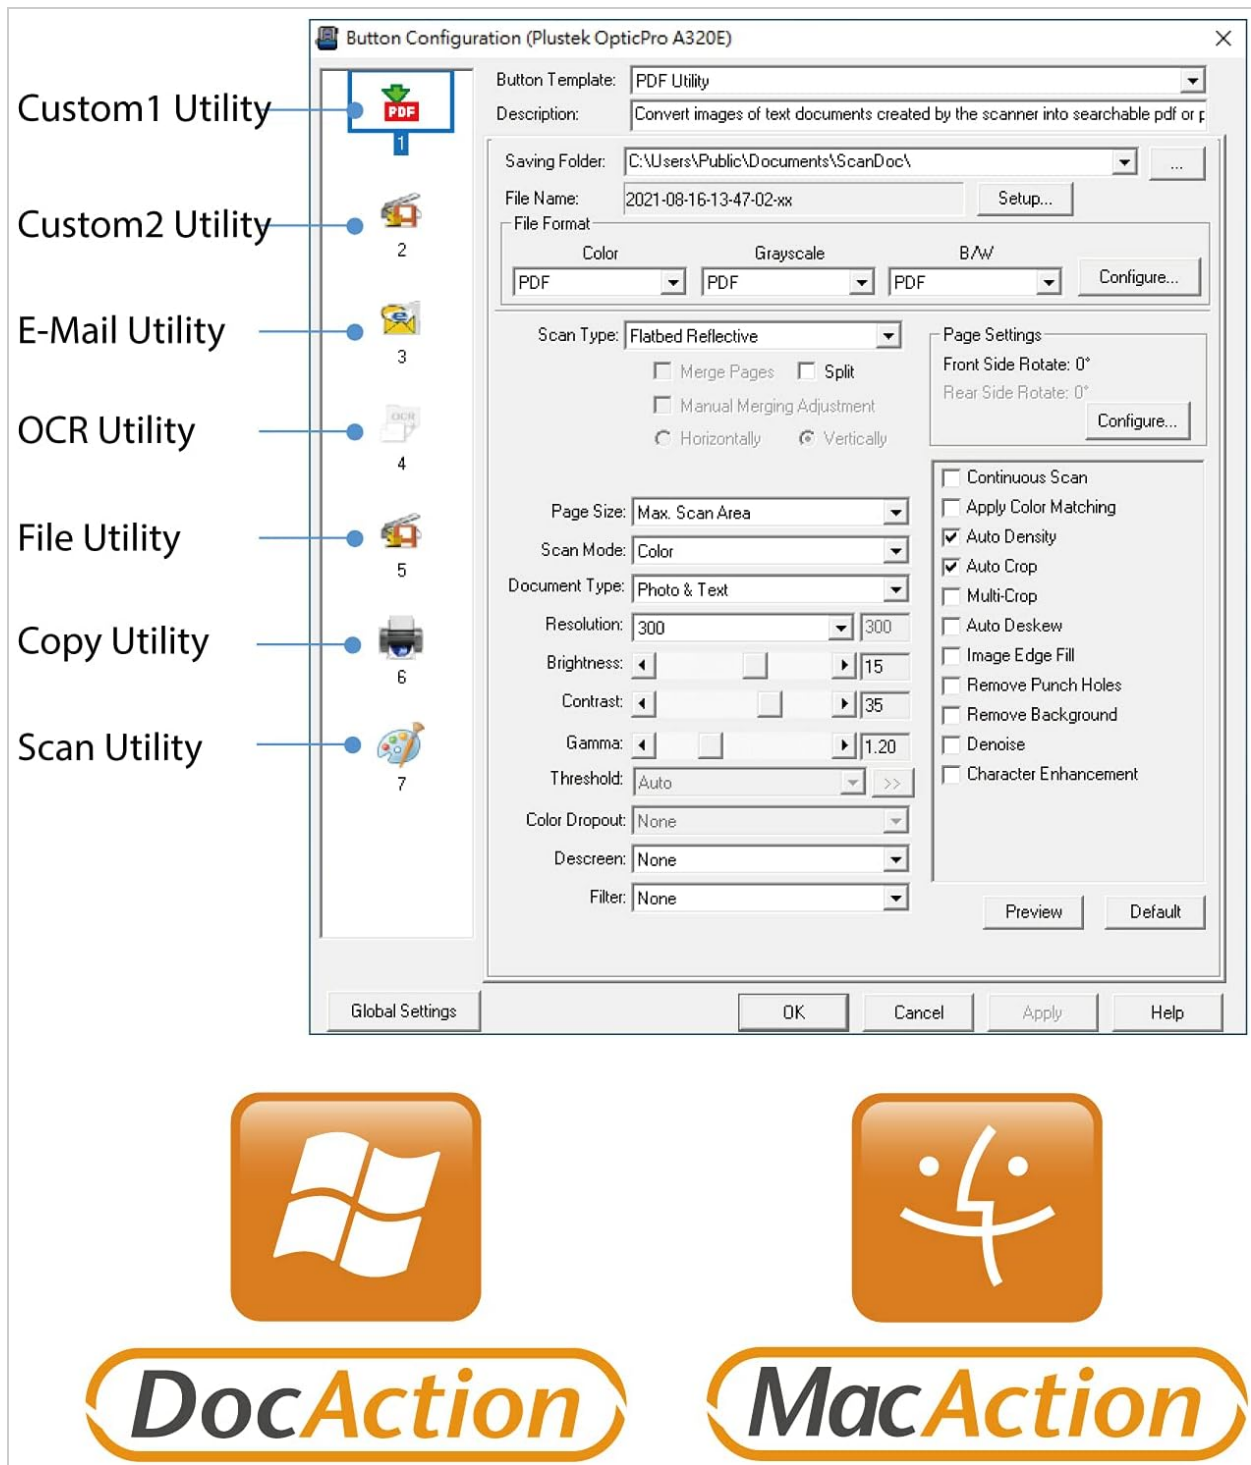 Button Configuration (Plustek OpticPro A320E)
Custom1 Utility
PDF
1
Custom2 Utility
2
E-Mail Utility
3
OCR Utility
OCR
4
File Utility
5
Copy Utility
6
Scan Utility
7
Button Template: PDF Utility
Description: Convert images of text documents created by the scanner into searchable pdf or p
Saving Folder: C:\Users\Public\Documents\ScanDoc\ ...
File Name: 2021-08-16-13-47-02-xx Setup...
File Format
Color Grayscale B/W
PDF PDF PDF Configure...
Scan Type: Flatbed Reflective
Merge Pages Split
Manual Merging Adjustment
Horizontally Vertically
Page Settings
Front Side Rotate: 0°
Rear Side Rotate: 0°
Configure...
Page Size: Max. Scan Area
Scan Mode: Color
Document Type: Photo & Text
Resolution: 300 300
Brightness: 15
Contrast: 35
Gamma: 1.20
Threshold: Auto >>
Color Dropout: None
Descreen: None
Filter: None
Continuous Scan
Apply Color Matching
Auto Density
Auto Crop
Multi-Crop
Auto Deskew
Image Edge Fill
Remove Punch Holes
Remove Background
Denoise
Character Enhancement
Preview Default
Global Settings OK Cancel Apply Help
DocAction MacAction